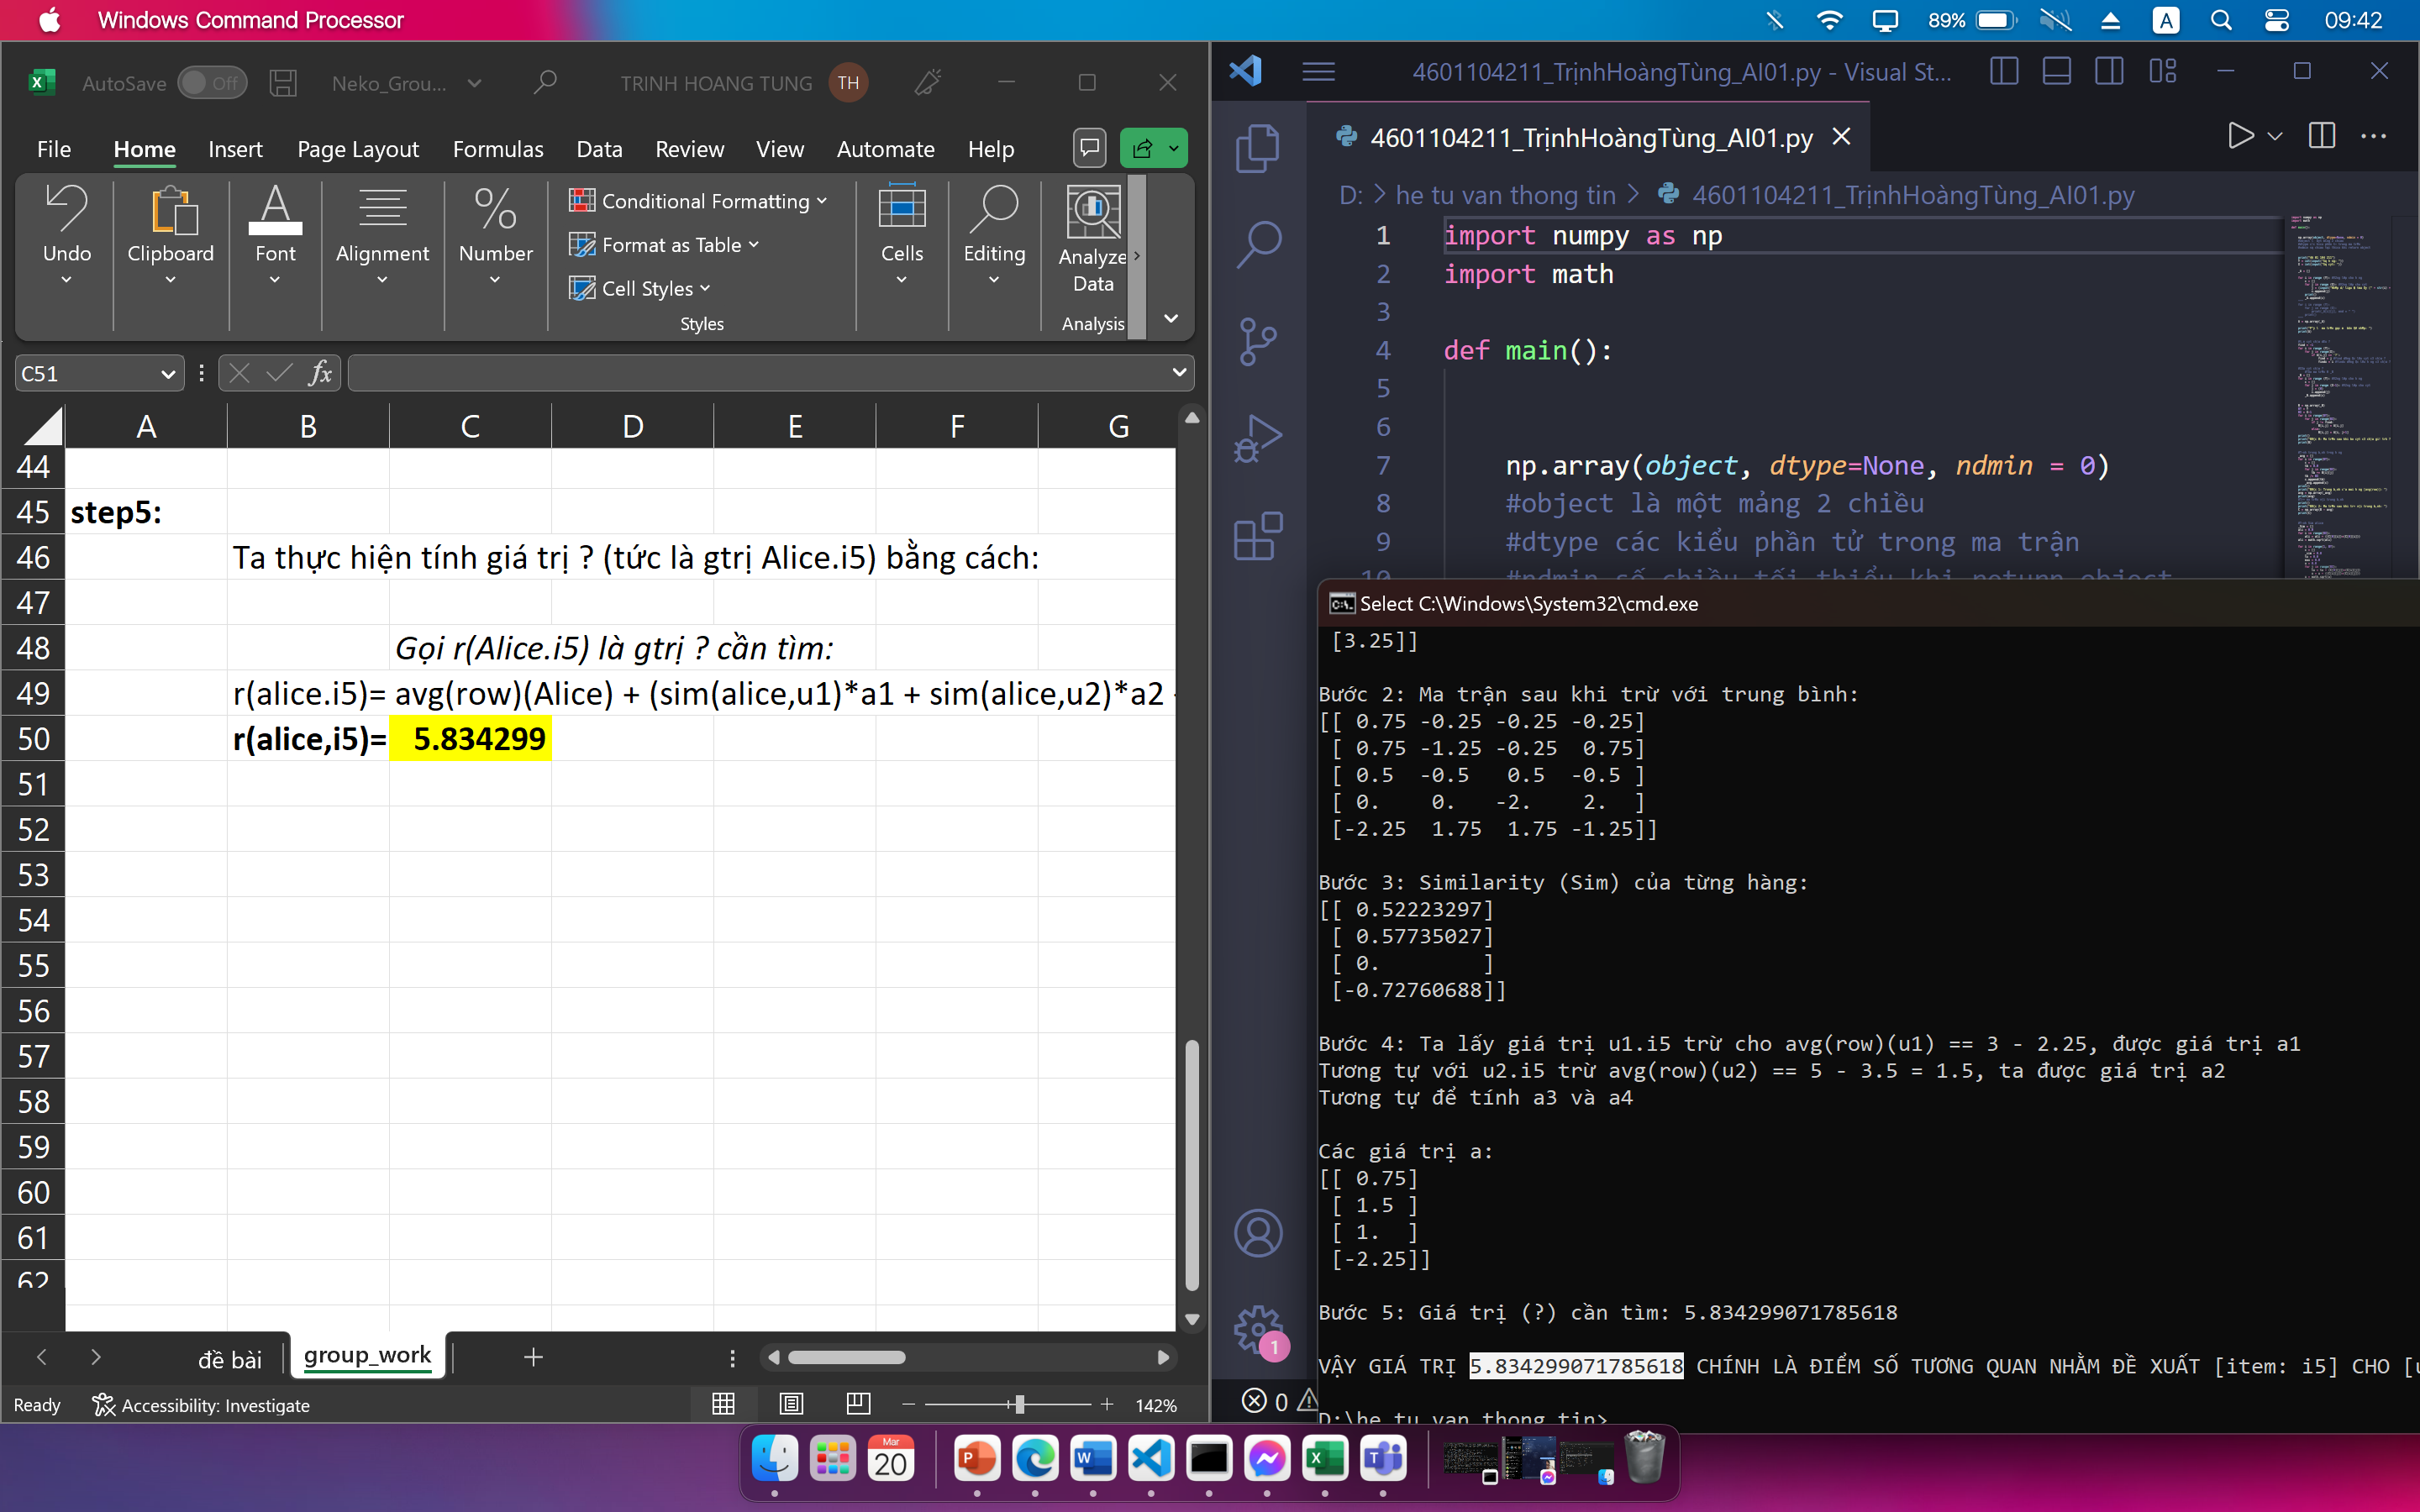 Windows Command Processor
89%
A
09:42
AutoSave
Off
Neko_Grou...
TRINH HOANG TUNG
TH
File
Home
Insert
Page Layout
Formulas
Data
Review
View
Automate
Help
Undo
Clipboard
Font
Alignment
Number
Conditional Formatting
Format as Table
Cell Styles
Styles
Cells
Editing
Analyze
Data
Analysis
C51
fx
A B C D E F G
44
45 step5:
46 Ta thực hiện tính giá trị ? (tức là gtrị Alice.i5) bằng cách:
47
48 Gọi r(Alice.i5) là gtrị ? cần tìm:
49 r(alice.i5)= avg(row)(Alice) + (sim(alice,u1)*a1 + sim(alice,u2)*a2
50 r(alice,i5)= 5.834299
51
52
53
54
55
56
57
58
59
60
61
62
đề bài
group_work
Ready
Accessibility: Investigate
142%
4601104211_TrịnhHoàngTùng_AI01.py - Visual St...
4601104211_TrịnhHoàngTùng_AI01.py
D: > he tu van thong tin > 4601104211_TrịnhHoàngTùng_AI01.py
1 import numpy as np
2 import math
3
4 def main():
5
6
7 np.array(object, dtype=None, ndmin = 0)
8 #object là một mảng 2 chiều
9 #dtype các kiểu phần tử trong ma trận
10 #ndmin số chiều tối thiểu khi return object
1
0
Select C:\Windows\System32\cmd.exe
[3.25]]
Bước 2: Ma trận sau khi trừ với trung bình:
[[ 0.75 -0.25 -0.25 -0.25]
[ 0.75 -1.25 -0.25 0.75]
[ 0.5 -0.5 0.5 -0.5 ]
[ 0. 0. -2. 2. ]
[-2.25 1.75 1.75 -1.25]]
Bước 3: Similarity (Sim) của từng hàng:
[[ 0.52223297]
[ 0.57735027]
[ 0. ]
[-0.72760688]]
Bước 4: Ta lấy giá trị u1.i5 trừ cho avg(row)(u1) == 3 - 2.25, được giá trị a1
Tương tự với u2.i5 trừ avg(row)(u2) == 5 - 3.5 = 1.5, ta được giá trị a2
Tương tự để tính a3 và a4
Các giá trị a:
[[ 0.75]
[ 1.5 ]
[ 1. ]
[-2.25]]
Bước 5: Giá trị (?) cần tìm: 5.834299071785618
VẬY GIÁ TRỊ 5.834299071785618 CHÍNH LÀ ĐIỂM SỐ TƯƠNG QUAN NHẰM ĐỀ XUẤT [item: i5] CHO [u
D:\he tu van thong tin>
Mar
20